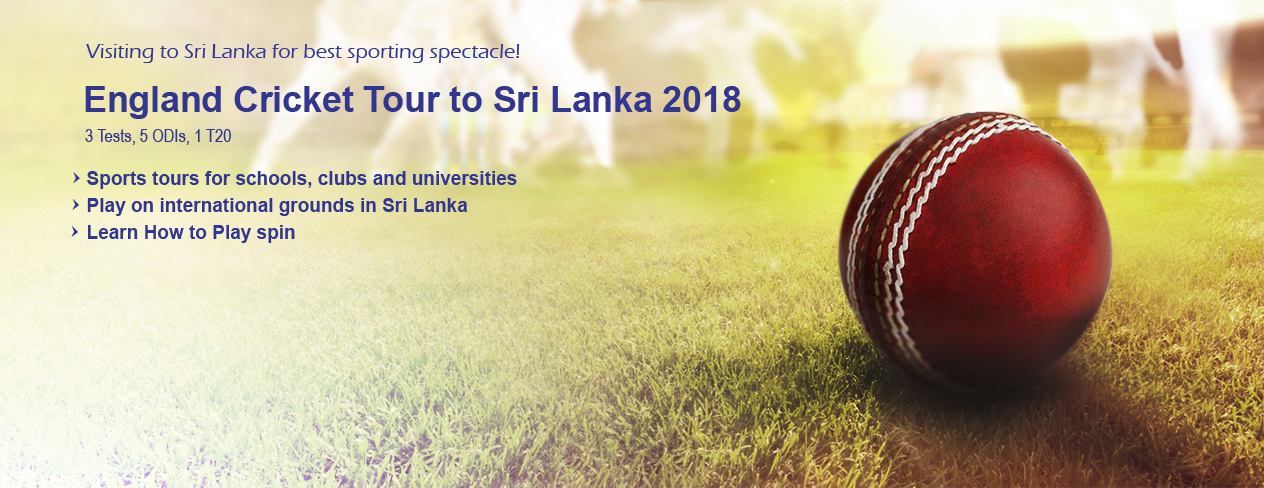 Visiting to Sri Lanka for best sporting spectacle!
England Cricket Tour to Sri Lanka 2018
3 Tests, 5 ODIs, 1 T20
› Sports tours for schools, clubs and universities
› Play on international grounds in Sri Lanka
› Learn How to Play spin